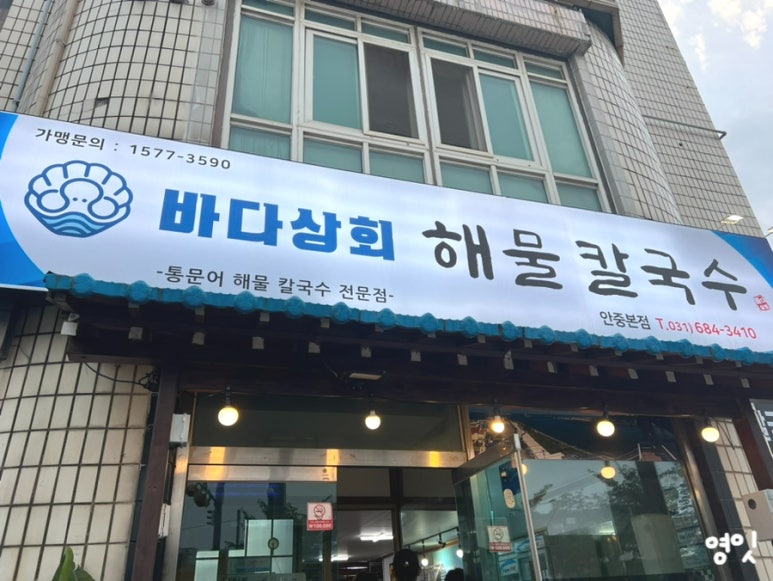 가맹문의 : 1577-3590
바다상회 해물칼국수
-통문어 해물 칼국수 전문점-
안중본점 T.031) 684-3410
영잇